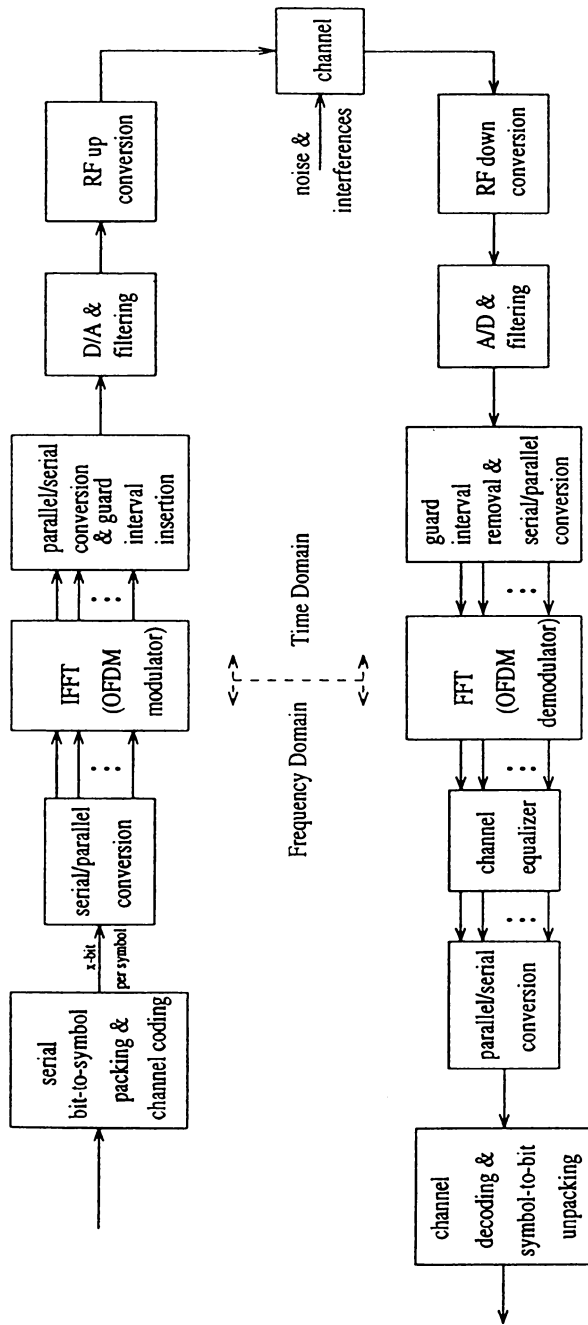 serial
bit-to-symbol
packing &
channel coding
x-bit
per symbol
serial/parallel
conversion
IFFT
(OFDM
modulator)
parallel/serial
conversion
& guard
interval
insertion
D/A &
filtering
RF up
conversion
channel
noise &
interferences
Frequency Domain
Time Domain
RF down
conversion
A/D &
filtering
guard
interval
removal &
serial/parallel
conversion
FFT
(OFDM
demodulator)
channel
equalizer
parallel/serial
conversion
channel
decoding &
symbol-to-bit
unpacking